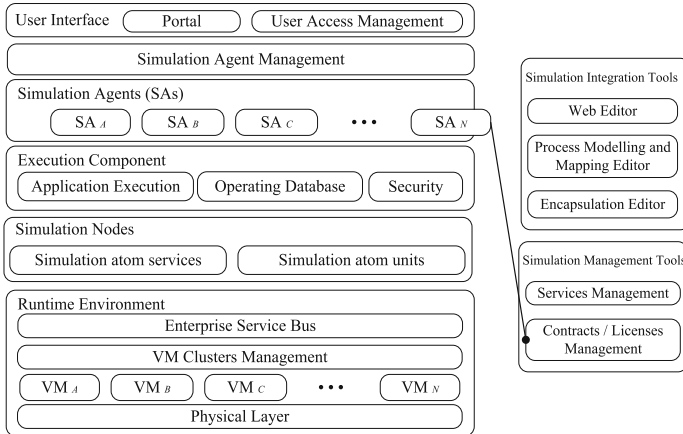 User Interface
Portal
User Access Management
Simulation Agent Management
Simulation Agents (SAs)
SA A
SA B
SA C
•••
SA N
Execution Component
Application Execution
Operating Database
Security
Simulation Nodes
Simulation atom services
Simulation atom units
Runtime Environment
Enterprise Service Bus
VM Clusters Management
VM A
VM B
VM C
•••
VM N
Physical Layer
Simulation Integration Tools
Web Editor
Process Modelling and
Mapping Editor
Encapsulation Editor
Simulation Management Tools
Services Management
Contracts / Licenses
Management